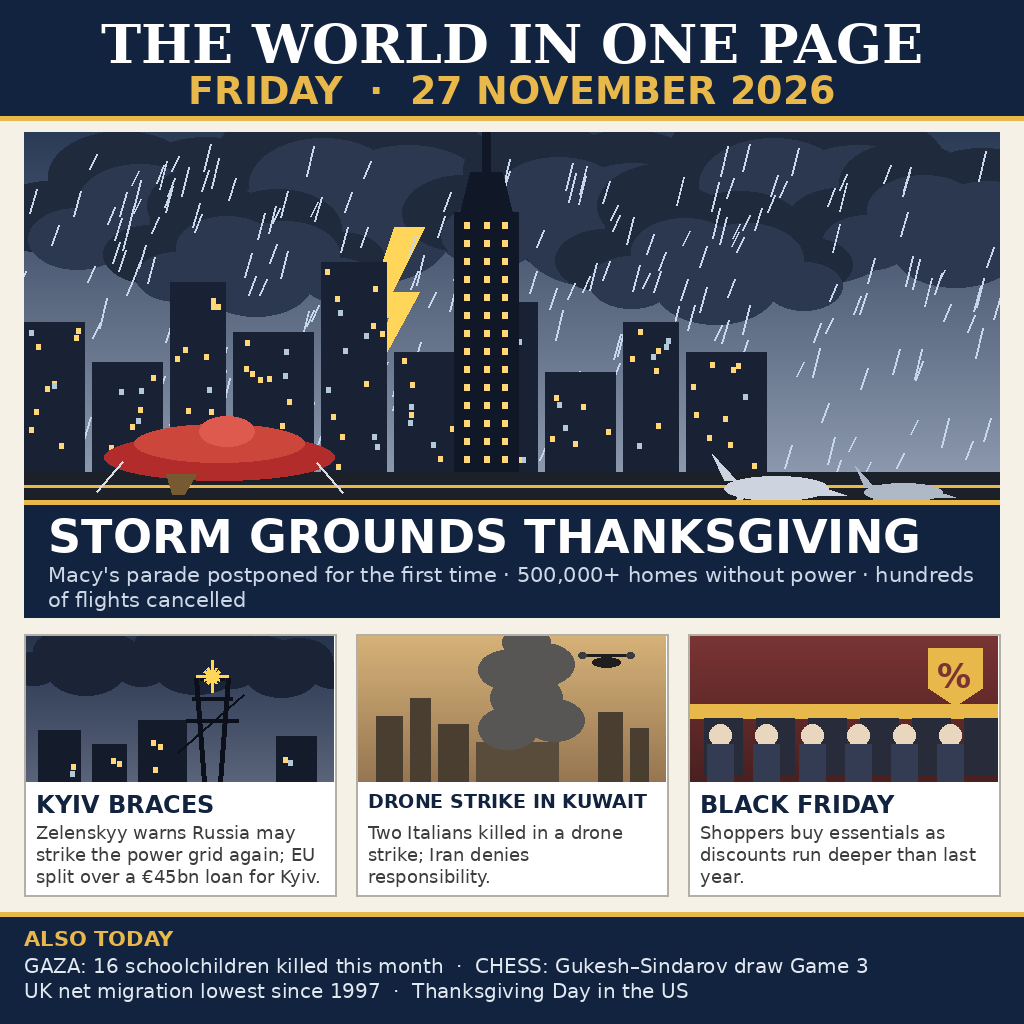 THE WORLD IN ONE PAGE
FRIDAY · 27 NOVEMBER 2026
STORM GROUNDS THANKSGIVING
Macy's parade postponed for the first time · 500,000+ homes without power · hundreds
of flights cancelled
%
KYIV BRACES
Zelenskyy warns Russia may
strike the power grid again; EU
split over a €45bn loan for Kyiv.
DRONE STRIKE IN KUWAIT
Two Italians killed in a drone
strike; Iran denies
responsibility.
BLACK FRIDAY
Shoppers buy essentials as
discounts run deeper than last
year.
ALSO TODAY
GAZA: 16 schoolchildren killed this month · CHESS: Gukesh–Sindarov draw Game 3
UK net migration lowest since 1997 · Thanksgiving Day in the US